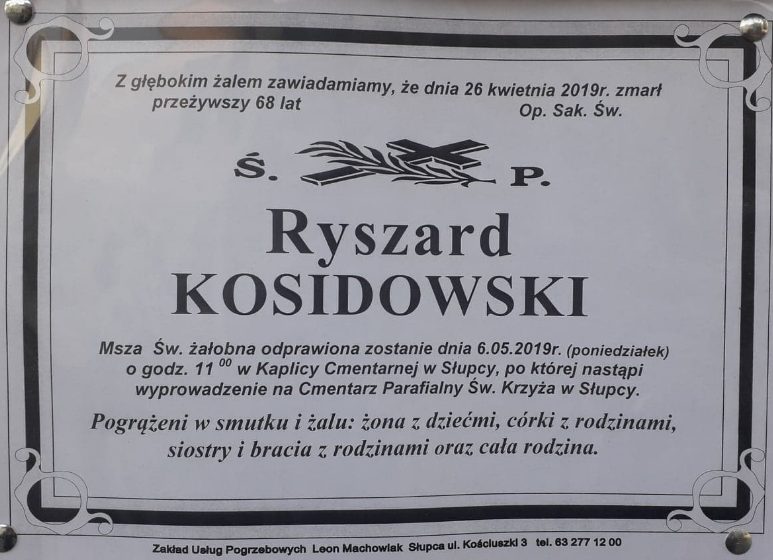 Z głębokim żalem zawiadamiamy, że dnia 26 kwietnia 2019r. zmarł
przeżywszy 68 lat Op. Sak. Św.
Ś. P.
Ryszard
KOSIDOWSKI
Msza Św. żałobna odprawiona zostanie dnia 6.05.2019r. (poniedziałek)
o godz. 11 00 w Kaplicy Cmentarnej w Słupcy, po której nastąpi
wyprowadzenie na Cmentarz Parafialny Św. Krzyża w Słupcy.
Pogrążeni w smutku i żalu: żona z dziećmi, córki z rodzinami,
siostry i bracia z rodzinami oraz cała rodzina.
Zakład Usług Pogrzebowych Leon Machowiak Słupca ul. Kościuszki 3 tel. 63 277 12 00